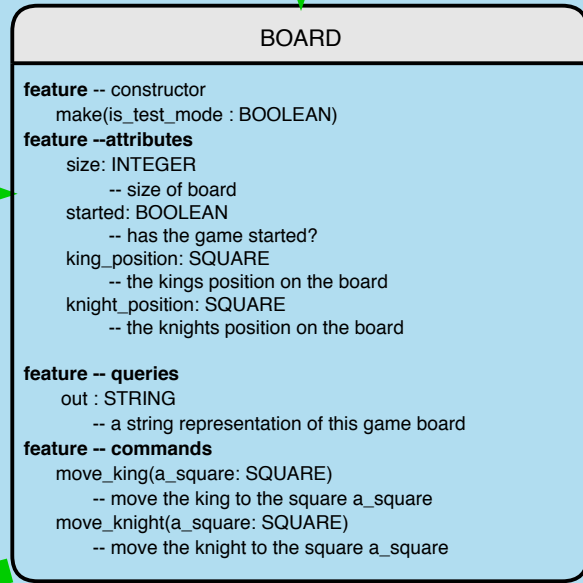 BOARD
feature -- constructor
make(is_test_mode : BOOLEAN)
feature --attributes
size: INTEGER
-- size of board
started: BOOLEAN
-- has the game started?
king_position: SQUARE
-- the kings position on the board
knight_position: SQUARE
-- the knights position on the board
feature -- queries
out : STRING
-- a string representation of this game board
feature -- commands
move_king(a_square: SQUARE)
-- move the king to the square a_square
move_knight(a_square: SQUARE)
-- move the knight to the square a_square